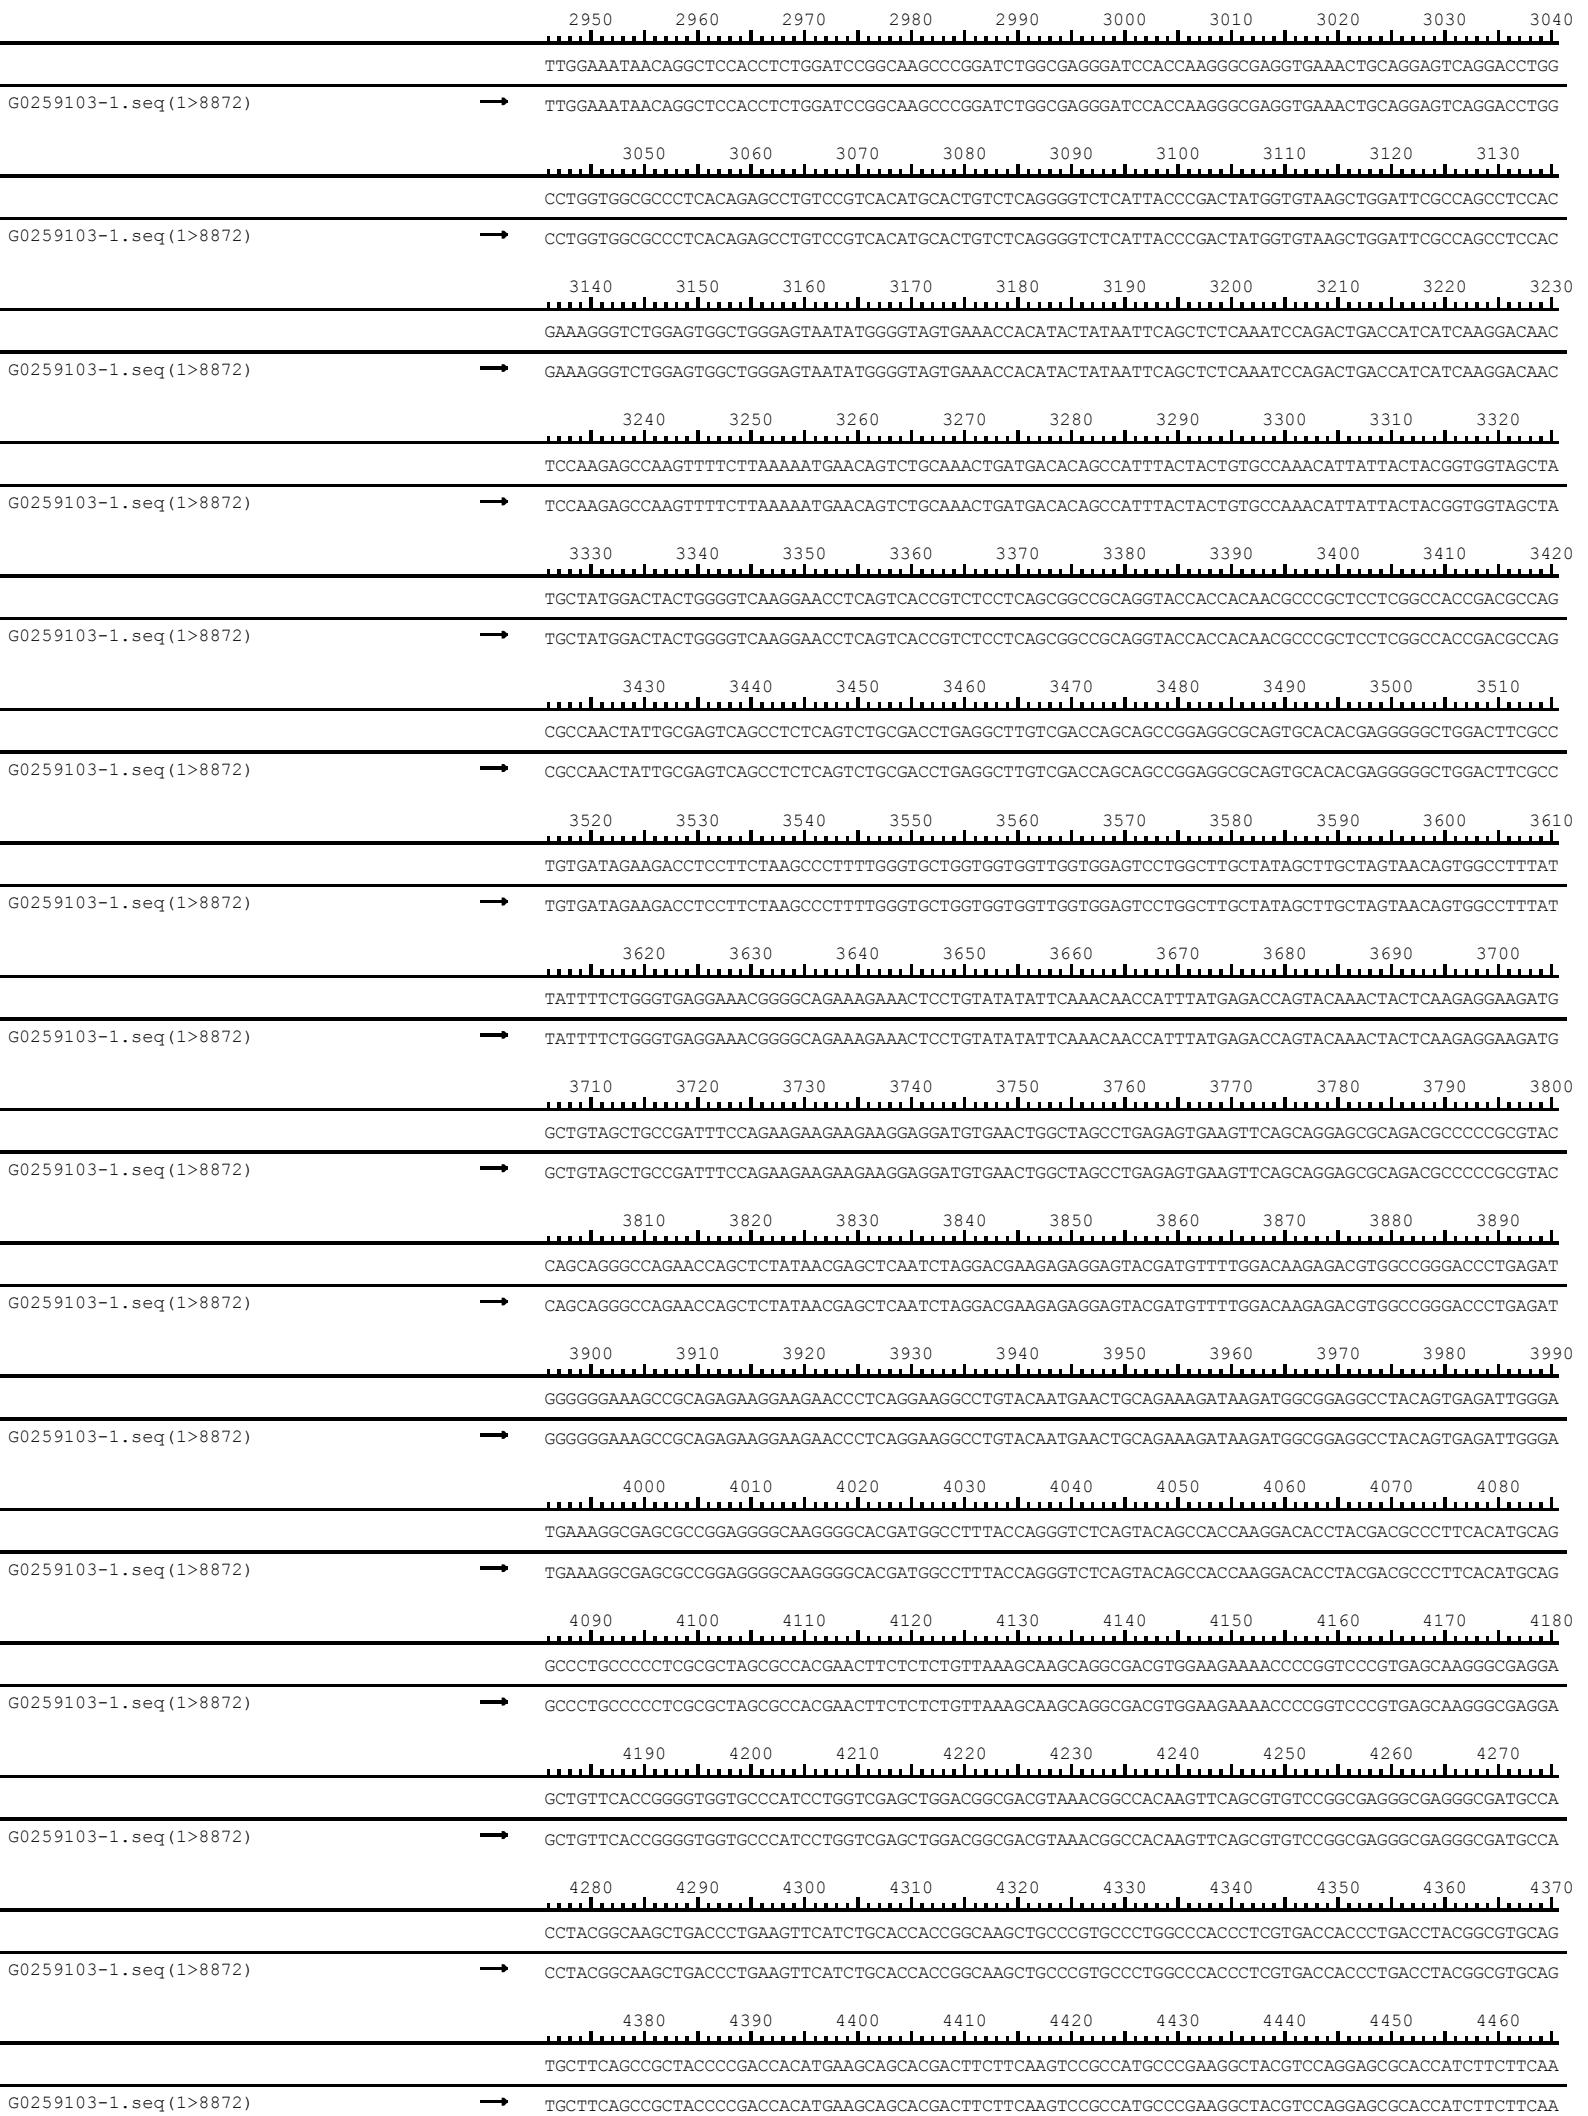 2950 2960 2970 2980 2990 3000 3010 3020 3030 3040
TTGGAAATAACAGGCTCCACCTCTGGATCCGGCAAGCCCGGATCTGGCGAGGGATCCACCAAGGGCGAGGTGAAACTGCAGGAGTCAGGACCTGG
G0259103-1.seq(1>8872) → TTGGAAATAACAGGCTCCACCTCTGGATCCGGCAAGCCCGGATCTGGCGAGGGATCCACCAAGGGCGAGGTGAAACTGCAGGAGTCAGGACCTGG
3050 3060 3070 3080 3090 3100 3110 3120 3130
CCTGGTGGCGCCCTCACAGAGCCTGTCCGTCACATGCACTGTCTCAGGGGTCTCATTACCCGACTATGGTGTAAGCTGGATTCGCCAGCCTCCAC
G0259103-1.seq(1>8872) → CCTGGTGGCGCCCTCACAGAGCCTGTCCGTCACATGCACTGTCTCAGGGGTCTCATTACCCGACTATGGTGTAAGCTGGATTCGCCAGCCTCCAC
3140 3150 3160 3170 3180 3190 3200 3210 3220 3230
GAAAGGGTCTGGAGTGGCTGGGAGTAATATGGGGTAGTGAAACCACATACTATAATTCAGCTCTCAAATCCAGACTGACCATCATCAAGGACAAC
G0259103-1.seq(1>8872) → GAAAGGGTCTGGAGTGGCTGGGAGTAATATGGGGTAGTGAAACCACATACTATAATTCAGCTCTCAAATCCAGACTGACCATCATCAAGGACAAC
3240 3250 3260 3270 3280 3290 3300 3310 3320
TCCAAGAGCCAAGTTTTCTTAAAAATGAACAGTCTGCAAACTGATGACACAGCCATTTACTACTGTGCCAAACATTATTACTACGGTGGTAGCTA
G0259103-1.seq(1>8872) → TCCAAGAGCCAAGTTTTCTTAAAAATGAACAGTCTGCAAACTGATGACACAGCCATTTACTACTGTGCCAAACATTATTACTACGGTGGTAGCTA
3330 3340 3350 3360 3370 3380 3390 3400 3410 3420
TGCTATGGACTACTGGGGTCAAGGAACCTCAGTCACCGTCTCCTCAGCGGCCGCAGGTACCACCACAACGCCCGCTCCTCGGCCACCGACGCCAG
G0259103-1.seq(1>8872) → TGCTATGGACTACTGGGGTCAAGGAACCTCAGTCACCGTCTCCTCAGCGGCCGCAGGTACCACCACAACGCCCGCTCCTCGGCCACCGACGCCAG
3430 3440 3450 3460 3470 3480 3490 3500 3510
CGCCAACTATTGCGAGTCAGCCTCTCAGTCTGCGACCTGAGGCTTGTCGACCAGCAGCCGGAGGCGCAGTGCACACGAGGGGGCTGGACTTCGCC
G0259103-1.seq(1>8872) → CGCCAACTATTGCGAGTCAGCCTCTCAGTCTGCGACCTGAGGCTTGTCGACCAGCAGCCGGAGGCGCAGTGCACACGAGGGGGCTGGACTTCGCC
3520 3530 3540 3550 3560 3570 3580 3590 3600 3610
TGTGATAGAAGACCTCCTTCTAAGCCCTTTTGGGTGCTGGTGGTGGTTGGTGGAGTCCTGGCTTGCTATAGCTTGCTAGTAACAGTGGCCTTTAT
G0259103-1.seq(1>8872) → TGTGATAGAAGACCTCCTTCTAAGCCCTTTTGGGTGCTGGTGGTGGTTGGTGGAGTCCTGGCTTGCTATAGCTTGCTAGTAACAGTGGCCTTTAT
3620 3630 3640 3650 3660 3670 3680 3690 3700
TATTTTCTGGGTGAGGAAACGGGGCAGAAAGAAACTCCTGTATATATTCAAACAACCATTTATGAGACCAGTACAAACTACTCAAGAGGAAGATG
G0259103-1.seq(1>8872) → TATTTTCTGGGTGAGGAAACGGGGCAGAAAGAAACTCCTGTATATATTCAAACAACCATTTATGAGACCAGTACAAACTACTCAAGAGGAAGATG
3710 3720 3730 3740 3750 3760 3770 3780 3790 3800
GCTGTAGCTGCCGATTTCCAGAAGAAGAAGAAGGAGGATGTGAACTGGCTAGCCTGAGAGTGAAGTTCAGCAGGAGCGCAGACGCCCCCGCGTAC
G0259103-1.seq(1>8872) → GCTGTAGCTGCCGATTTCCAGAAGAAGAAGAAGGAGGATGTGAACTGGCTAGCCTGAGAGTGAAGTTCAGCAGGAGCGCAGACGCCCCCGCGTAC
3810 3820 3830 3840 3850 3860 3870 3880 3890
CAGCAGGGCCAGAACCAGCTCTATAACGAGCTCAATCTAGGACGAAGAGAGGAGTACGATGTTTTGGACAAGAGACGTGGCCGGGACCCTGAGAT
G0259103-1.seq(1>8872) → CAGCAGGGCCAGAACCAGCTCTATAACGAGCTCAATCTAGGACGAAGAGAGGAGTACGATGTTTTGGACAAGAGACGTGGCCGGGACCCTGAGAT
3900 3910 3920 3930 3940 3950 3960 3970 3980 3990
GGGGGGAAAGCCGCAGAGAAGGAAGAACCCTCAGGAAGGCCTGTACAATGAACTGCAGAAAGATAAGATGGCGGAGGCCTACAGTGAGATTGGGA
G0259103-1.seq(1>8872) → GGGGGGAAAGCCGCAGAGAAGGAAGAACCCTCAGGAAGGCCTGTACAATGAACTGCAGAAAGATAAGATGGCGGAGGCCTACAGTGAGATTGGGA
4000 4010 4020 4030 4040 4050 4060 4070 4080
TGAAAGGCGAGCGCCGGAGGGGCAAGGGGCACGATGGCCTTTACCAGGGTCTCAGTACAGCCACCAAGGACACCTACGACGCCCTTCACATGCAG
G0259103-1.seq(1>8872) → TGAAAGGCGAGCGCCGGAGGGGCAAGGGGCACGATGGCCTTTACCAGGGTCTCAGTACAGCCACCAAGGACACCTACGACGCCCTTCACATGCAG
4090 4100 4110 4120 4130 4140 4150 4160 4170 4180
GCCCTGCCCCCTCGCGCTAGCGCCACGAACTTCTCTCTGTTAAAGCAAGCAGGCGACGTGGAAGAAAACCCCGGTCCCGTGAGCAAGGGCGAGGA
G0259103-1.seq(1>8872) → GCCCTGCCCCCTCGCGCTAGCGCCACGAACTTCTCTCTGTTAAAGCAAGCAGGCGACGTGGAAGAAAACCCCGGTCCCGTGAGCAAGGGCGAGGA
4190 4200 4210 4220 4230 4240 4250 4260 4270
GCTGTTCACCGGGGTGGTGCCCATCCTGGTCGAGCTGGACGGCGACGTAAACGGCCACAAGTTCAGCGTGTCCGGCGAGGGCGAGGGCGATGCCA
G0259103-1.seq(1>8872) → GCTGTTCACCGGGGTGGTGCCCATCCTGGTCGAGCTGGACGGCGACGTAAACGGCCACAAGTTCAGCGTGTCCGGCGAGGGCGAGGGCGATGCCA
4280 4290 4300 4310 4320 4330 4340 4350 4360 4370
CCTACGGCAAGCTGACCCTGAAGTTCATCTGCACCACCGGCAAGCTGCCCGTGCCCTGGCCCACCCTCGTGACCACCCTGACCTACGGCGTGCAG
G0259103-1.seq(1>8872) → CCTACGGCAAGCTGACCCTGAAGTTCATCTGCACCACCGGCAAGCTGCCCGTGCCCTGGCCCACCCTCGTGACCACCCTGACCTACGGCGTGCAG
4380 4390 4400 4410 4420 4430 4440 4450 4460
TGCTTCAGCCGCTACCCCGACCACATGAAGCAGCACGACTTCTTCAAGTCCGCCATGCCCGAAGGCTACGTCCAGGAGCGCACCATCTTCTTCAA
G0259103-1.seq(1>8872) → TGCTTCAGCCGCTACCCCGACCACATGAAGCAGCACGACTTCTTCAAGTCCGCCATGCCCGAAGGCTACGTCCAGGAGCGCACCATCTTCTTCAA